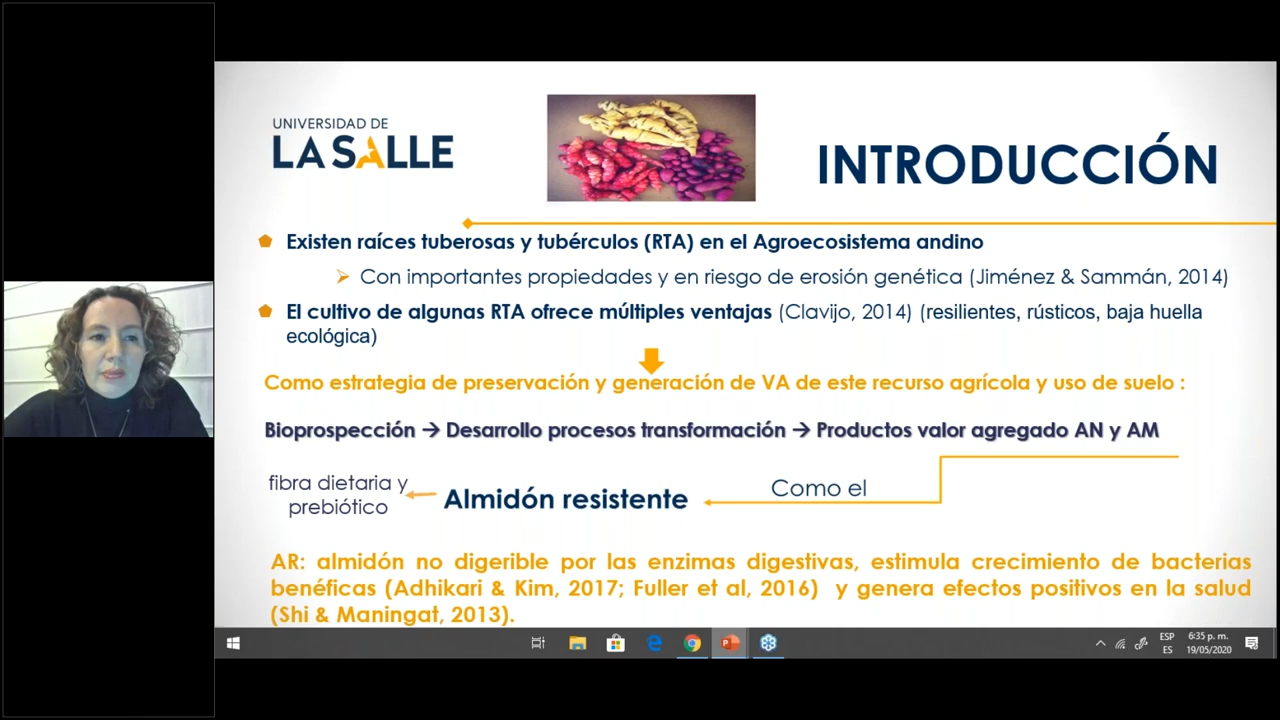 UNIVERSIDAD DE
LA SALLE
INTRODUCCIÓN
Existen raíces tuberosas y tubérculos (RTA) en el Agroecosistema andino
Con importantes propiedades y en riesgo de erosión genética (Jiménez & Sammán, 2014)
El cultivo de algunas RTA ofrece múltiples ventajas (Clavijo, 2014) (resilientes, rústicos, baja huella
ecológica)
Como estrategia de preservación y generación de VA de este recurso agrícola y uso de suelo :
Bioprospección → Desarrollo procesos transformación → Productos valor agregado AN y AM
fibra dietaria y
prebiótico
Almidón resistente
Como el
AR: almidón no digerible por las enzimas digestivas, estimula crecimiento de bacterias
benéficas (Adhikari & Kim, 2017; Fuller et al, 2016) y genera efectos positivos en la salud
(Shi & Maningat, 2013).
ESP
ES
6:35 p. m.
19/05/2020